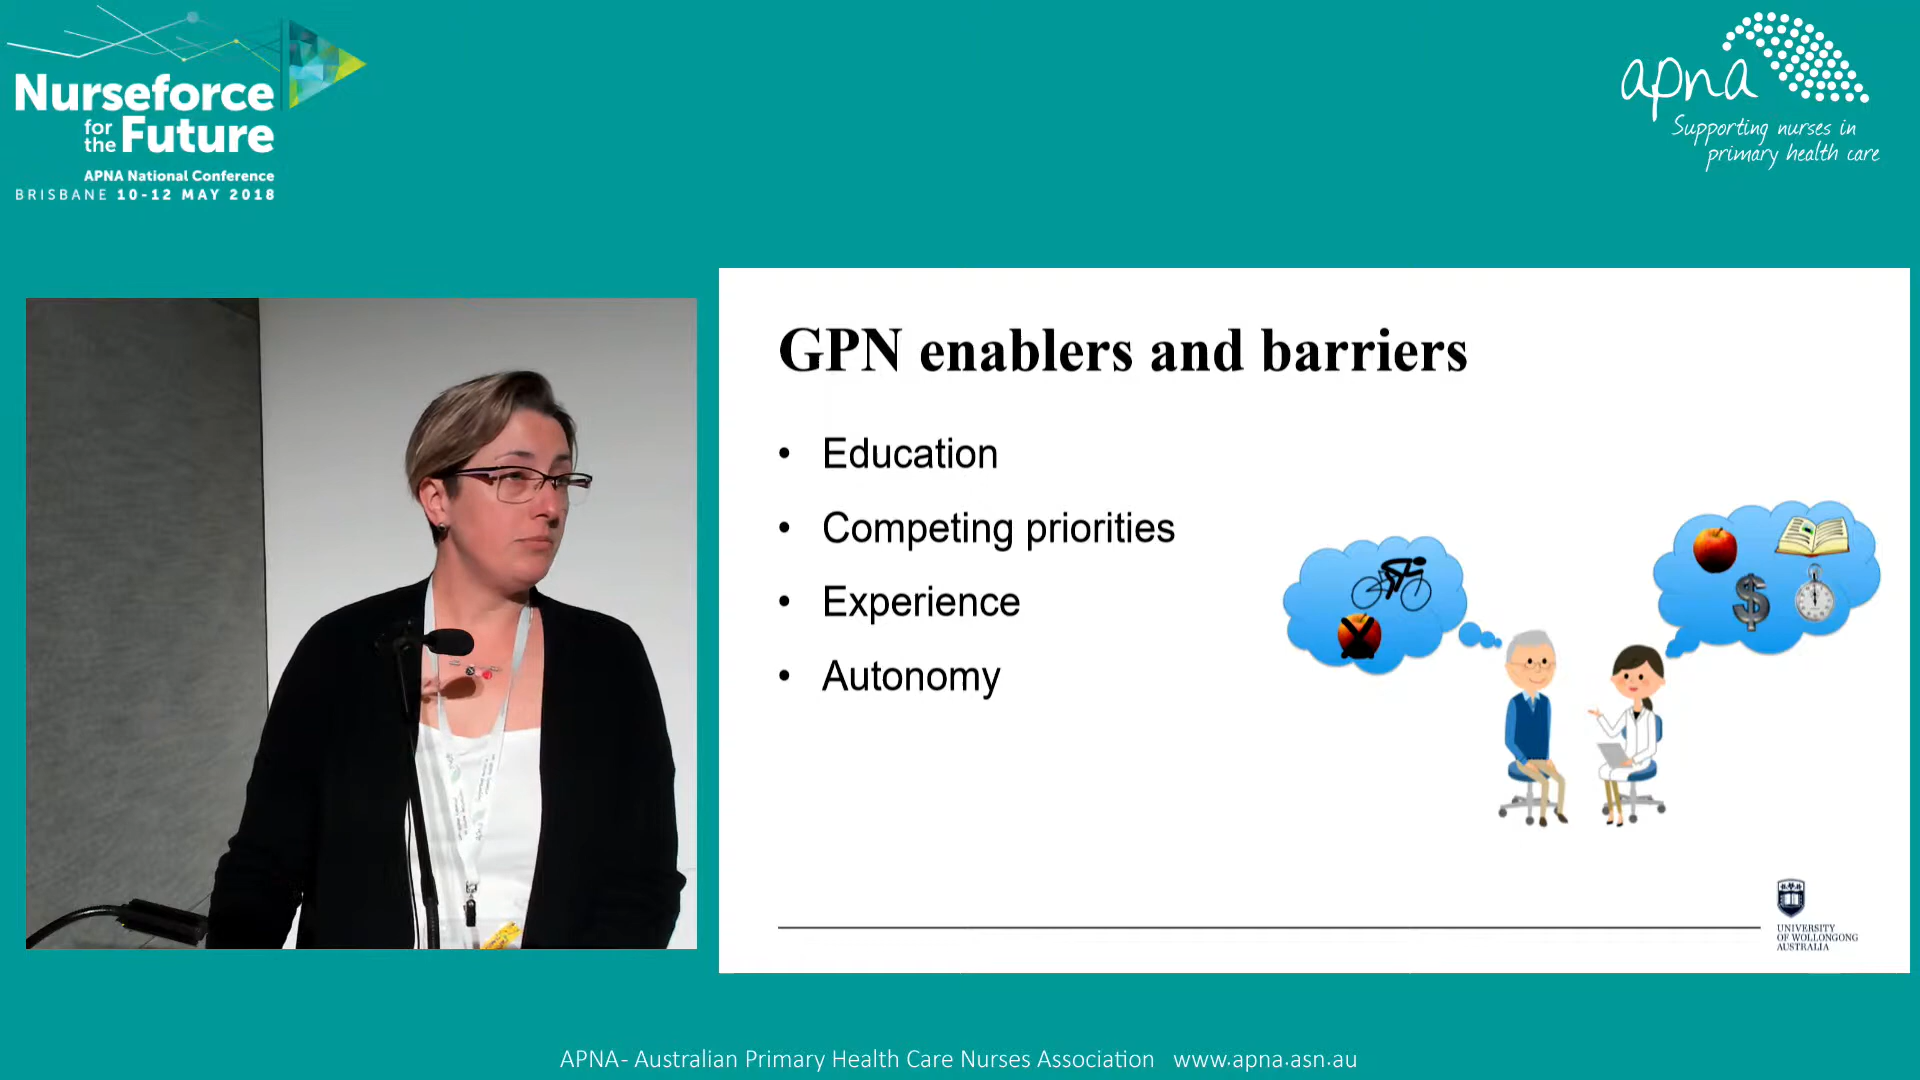 Nurseforce
for the Future
APNA National Conference
BRISBANE 10-12 MAY 2018
apna
Supporting nurses in
primary health care
GPN enablers and barriers
• Education
• Competing priorities
• Experience
• Autonomy
$
UNIVERSITY
OF WOLLONGONG
AUSTRALIA
APNA- Australian Primary Health Care Nurses Association www.apna.asn.au